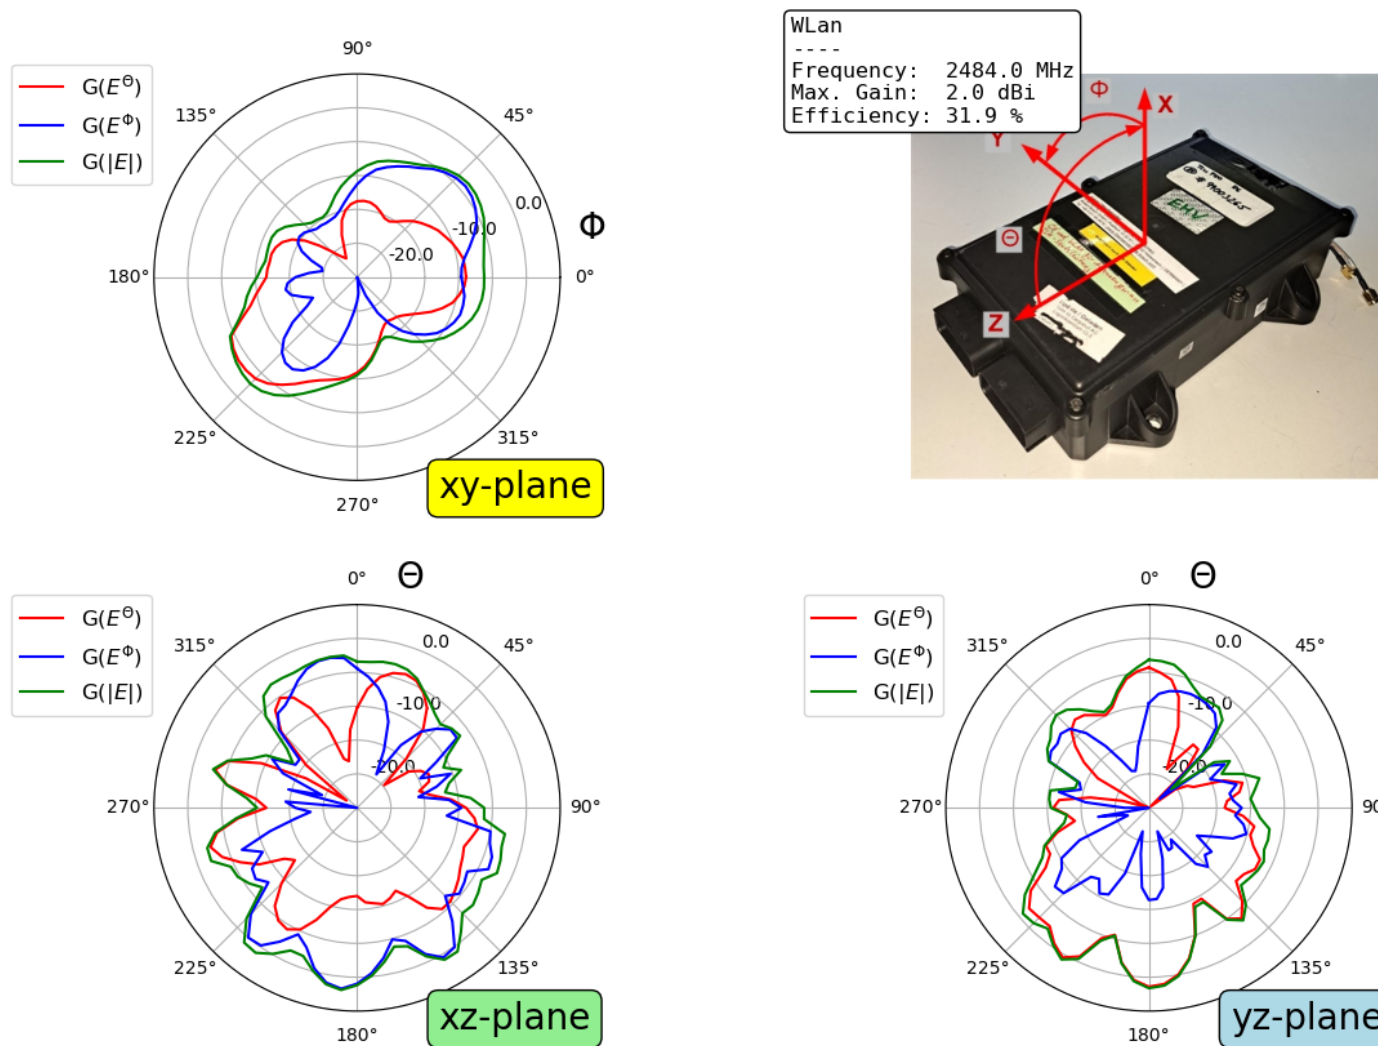 WLan
----
Frequency: 2484.0 MHz
Max. Gain: 2.0 dBi
Efficiency: 31.9 %
90°
G(E^Θ)
G(E^Φ)
G(|E|)
135°
45°
0.0
-10.0
-20.0
Φ
180°
0°
225°
315°
270°
xy-plane
Φ
X
Y
Θ
Z
EHV
Θ
0°
G(E^Θ)
G(E^Φ)
G(|E|)
315°
45°
0.0
-10.0
-20.0
270°
90°
225°
135°
180°
xz-plane
Θ
0°
G(E^Θ)
G(E^Φ)
G(|E|)
315°
45°
0.0
-10.0
-20.0
270°
90
225°
135°
180°
yz-plane